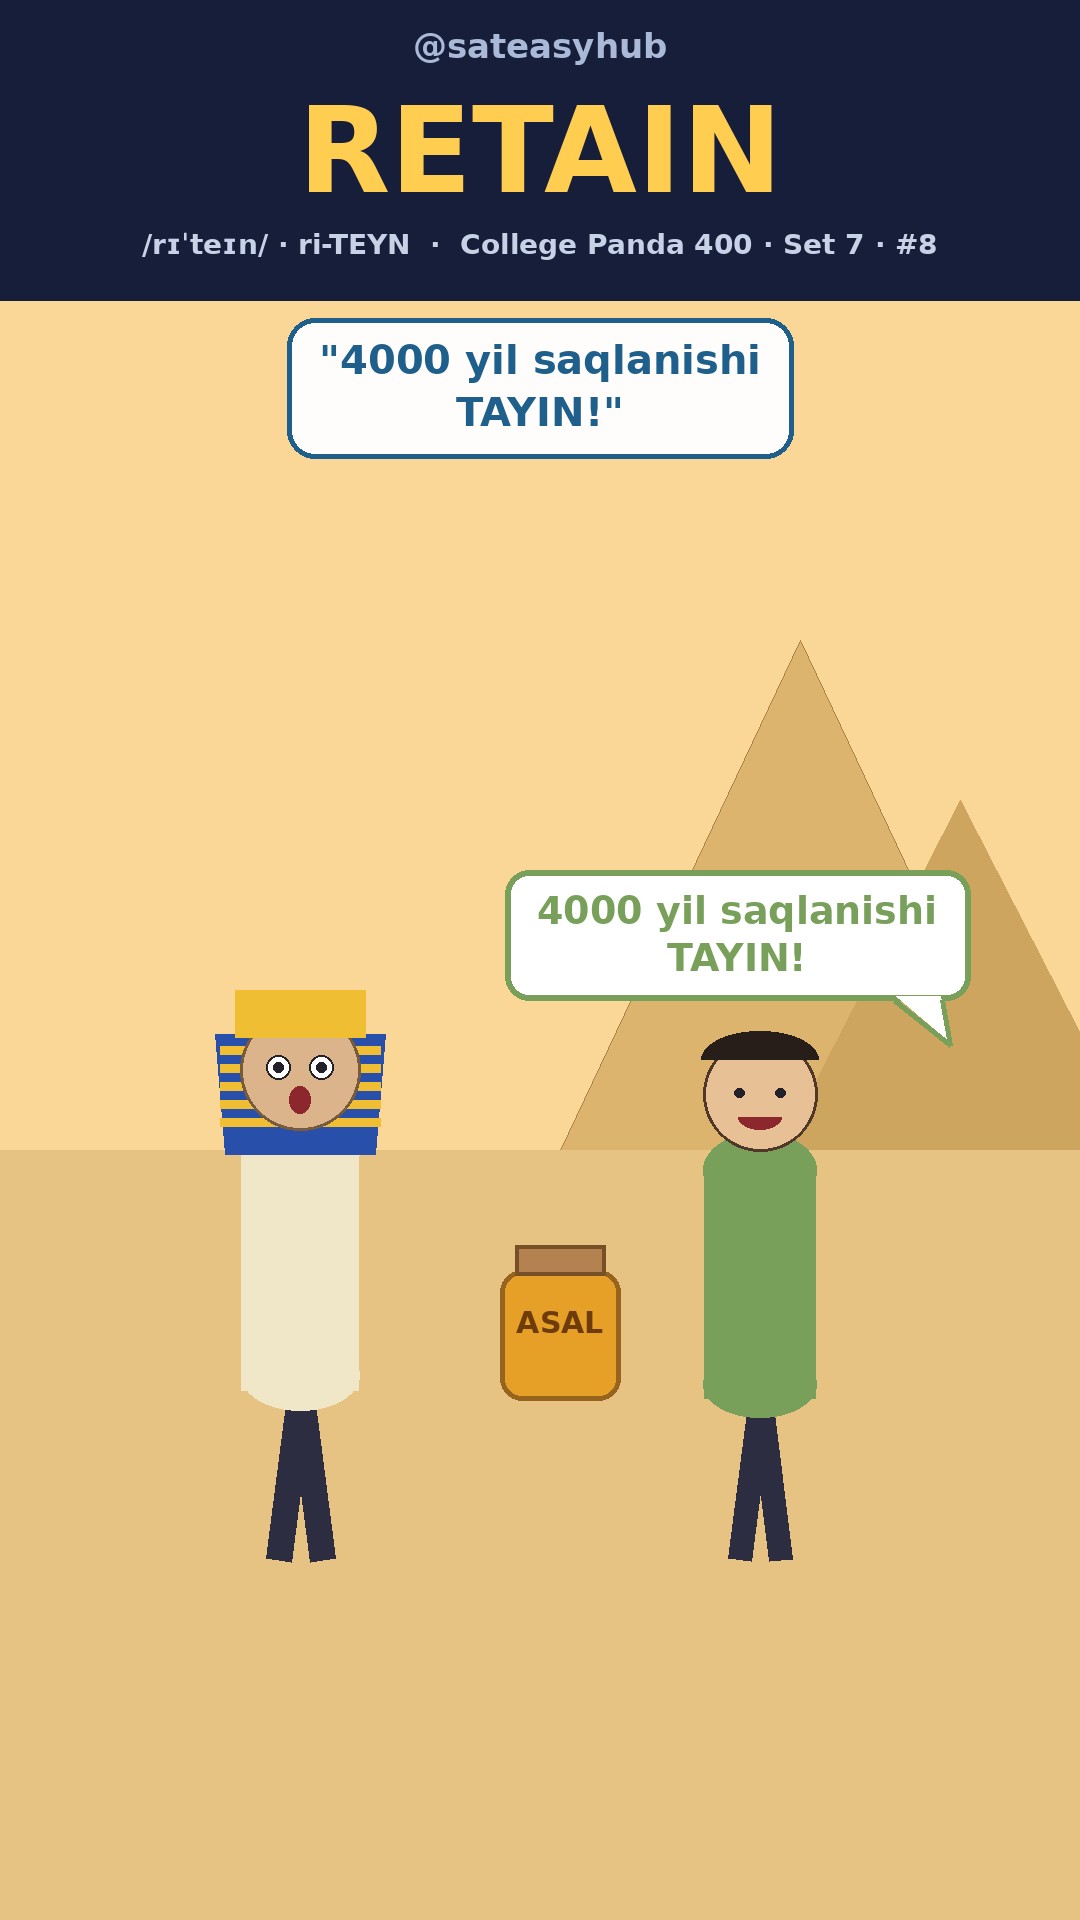 @sateasyhub
RETAIN
/rɪˈteɪn/ · ri-TEYN · College Panda 400 · Set 7 · #8
"4000 yil saqlanishi
TAYIN!"
4000 yil saqlanishi
TAYIN!
ASAL